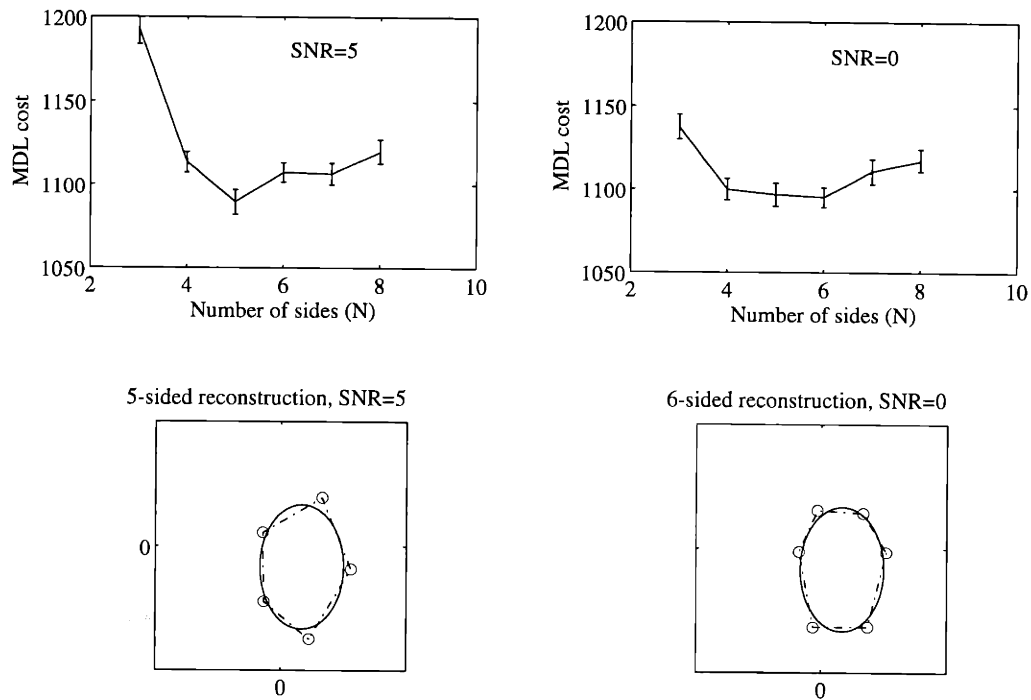 1200
1150
1100
1050
MDL cost
SNR=5
2
4
6
8
10
Number of sides (N)
1200
1150
1100
1050
MDL cost
SNR=0
2
4
6
8
10
Number of sides (N)
5-sided reconstruction, SNR=5
0
0
6-sided reconstruction, SNR=0
0